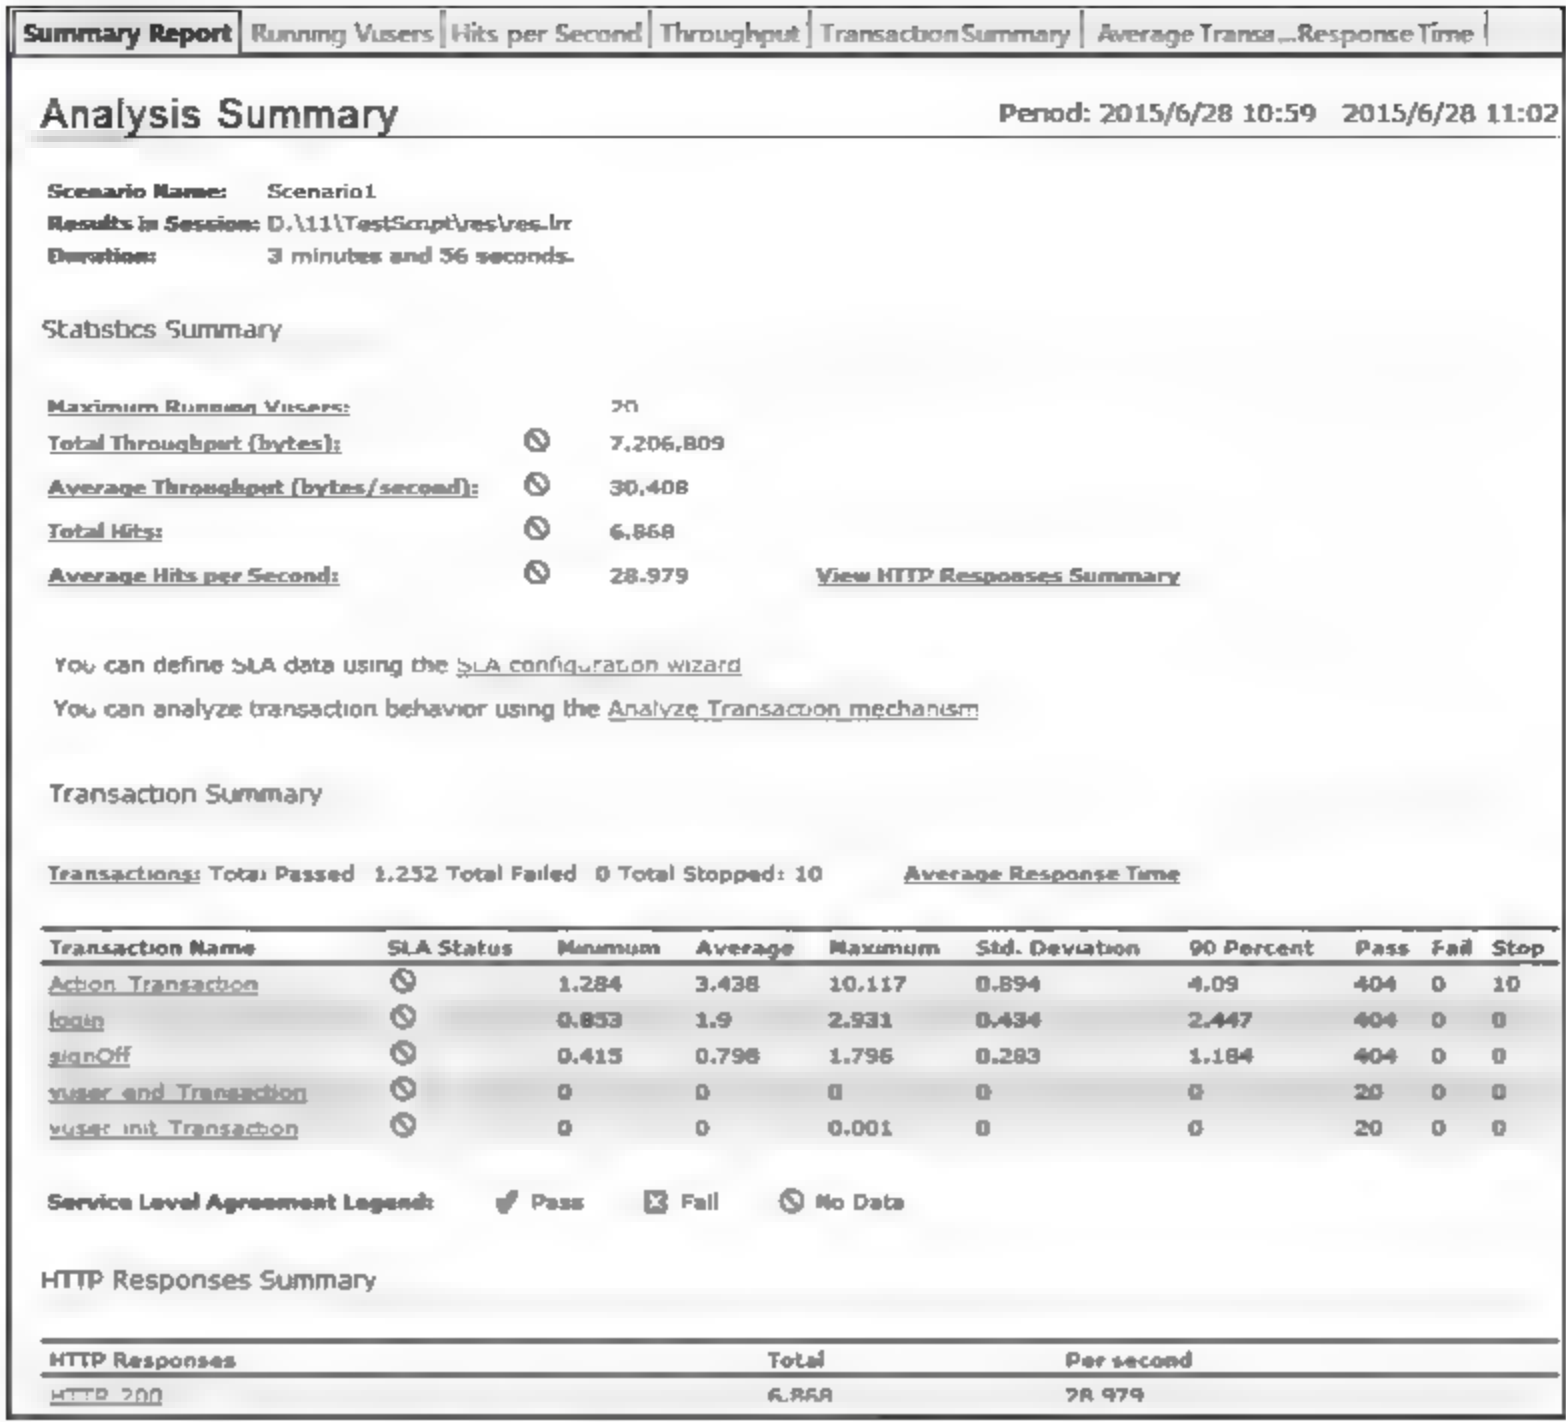 Summary Report Running Vusers Hits per Second Throughput Transaction Summary Average Transa...Response Time
Analysis Summary Period: 2015/6/28 10:59 2015/6/28 11:02
Scenario Name: Scenario1
Results in Session: D:\11\TestScript\res\res.lrr
Duration: 3 minutes and 56 seconds.
Statistics Summary
Maximum Running Vusers: 20
Total Throughput (bytes): 7,206,809
Average Throughput (bytes/second): 30,408
Total Hits: 6,868
Average Hits per Second: 28.979 View HTTP Responses Summary
You can define SLA data using the SLA configuration wizard
You can analyze transaction behavior using the Analyze Transaction mechanism
Transaction Summary
Transactions: Total Passed 1,252 Total Failed 0 Total Stopped: 10 Average Response Time
Transaction Name SLA Status Minimum Average Maximum Std. Deviation 90 Percent Pass Fail Stop
Action_Transaction 1.284 3.438 10.117 0.894 4.09 404 0 10
login 0.853 1.9 2.931 0.434 2.447 404 0 0
signOff 0.415 0.796 1.796 0.283 1.184 404 0 0
vuser_end_Transaction 0 0 0 0 0 20 0 0
vuser_init_Transaction 0 0 0.001 0 0 20 0 0
Service Level Agreement Legend: Pass Fail No Data
HTTP Responses Summary
HTTP Responses Total Per second
HTTP_200 6,868 28.979